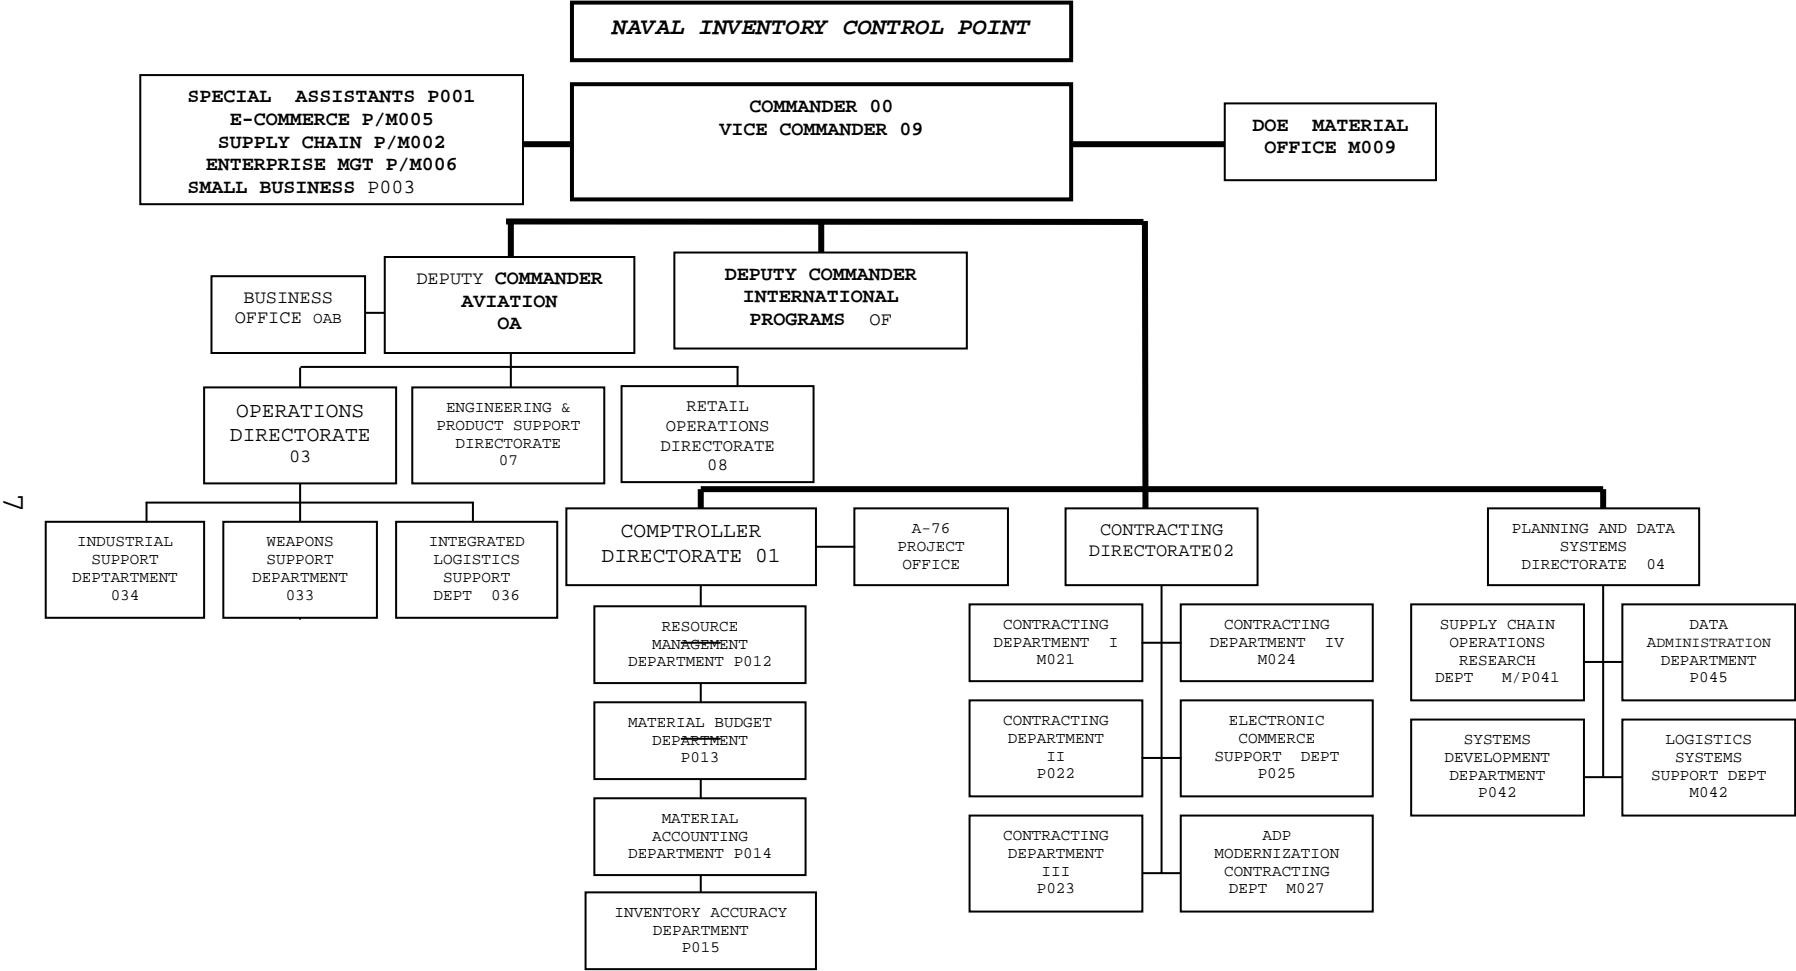 NAVAL INVENTORY CONTROL POINT
SPECIAL ASSISTANTS P001
E-COMMERCE P/M005
SUPPLY CHAIN P/M002
ENTERPRISE MGT P/M006
SMALL BUSINESS P003
COMMANDER 00
VICE COMMANDER 09
DOE MATERIAL
OFFICE M009
BUSINESS
OFFICE OAB
DEPUTY COMMANDER
AVIATION
OA
DEPUTY COMMANDER
INTERNATIONAL
PROGRAMS OF
OPERATIONS
DIRECTORATE
03
ENGINEERING &
PRODUCT SUPPORT
DIRECTORATE
07
RETAIL
OPERATIONS
DIRECTORATE
08
7
INDUSTRIAL
SUPPORT
DEPTARTMENT
034
WEAPONS
SUPPORT
DEPARTMENT
033
INTEGRATED
LOGISTICS
SUPPORT
DEPT 036
COMPTROLLER
DIRECTORATE 01
A-76
PROJECT
OFFICE
CONTRACTING
DIRECTORATE02
PLANNING AND DATA
SYSTEMS
DIRECTORATE 04
RESOURCE
MANAGEMENT
DEPARTMENT P012
MATERIAL BUDGET
DEPARTMENT
P013
MATERIAL
ACCOUNTING
DEPARTMENT P014
INVENTORY ACCURACY
DEPARTMENT
P015
CONTRACTING
DEPARTMENT I
M021
CONTRACTING
DEPARTMENT IV
M024
CONTRACTING
DEPARTMENT
II
P022
ELECTRONIC
COMMERCE
SUPPORT DEPT
P025
CONTRACTING
DEPARTMENT
III
P023
ADP
MODERNIZATION
CONTRACTING
DEPT M027
SUPPLY CHAIN
OPERATIONS
RESEARCH
DEPT M/P041
DATA
ADMINISTRATION
DEPARTMENT
P045
SYSTEMS
DEVELOPMENT
DEPARTMENT
P042
LOGISTICS
SYSTEMS
SUPPORT DEPT
M042